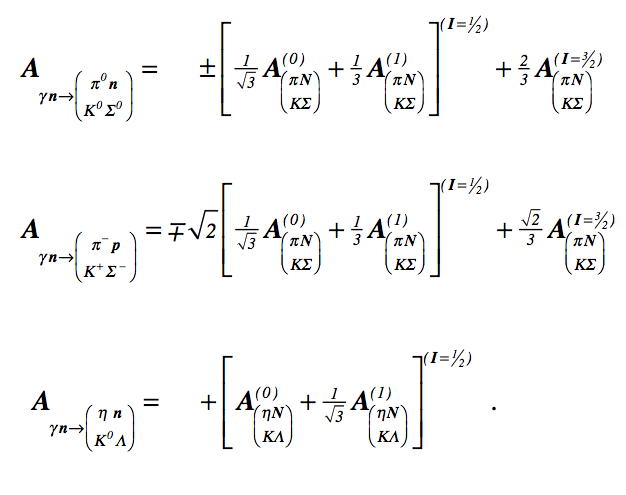 A_{γn→(π⁰n / K⁰Σ⁰)} = ±[ 1/√3 A^{(0)}_{(πN / KΣ)} + 1/3 A^{(1)}_{(πN / KΣ)} ]^{(I=1/2)} + 2/3 A^{(I=3/2)}_{(πN / KΣ)}
A_{γn→(π⁻p / K⁺Σ⁻)} = ∓√2[ 1/√3 A^{(0)}_{(πN / KΣ)} + 1/3 A^{(1)}_{(πN / KΣ)} ]^{(I=1/2)} + √2/3 A^{(I=3/2)}_{(πN / KΣ)}
A_{γn→(η n / K⁰Λ)} = +[ A^{(0)}_{(ηN / KΛ)} + 1/√3 A^{(1)}_{(ηN / KΛ)} ]^{(I=1/2)} .